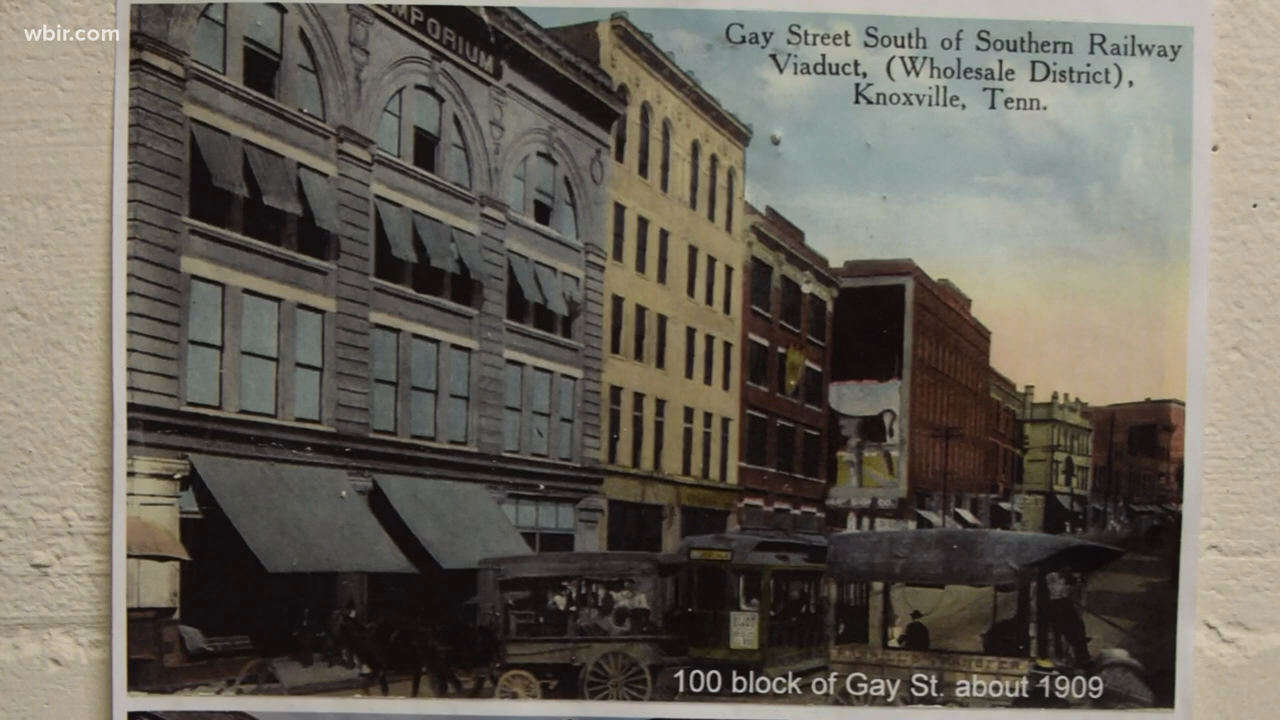 wbir.com
EMPORIUM
Gay Street South of Southern Railway
Viaduct, (Wholesale District),
Knoxville, Tenn.
100 block of Gay St. about 1909